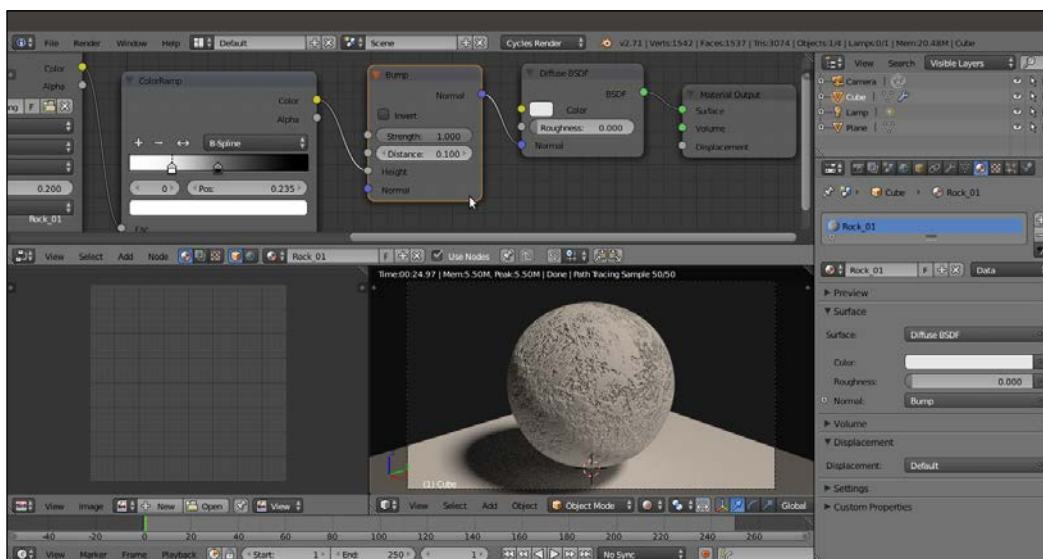 File Render Window Help Default Scene Cycles Render v2.71 | Verts:1542 | Faces:1537 | Tris:3074 | Objects:1/4 | Lamps:0/1 | Mem:20.48M | Cube
Color
Alpha
F
0.200
Rock_01
ColorRamp
Color
Alpha
+ - B-Spline
0 Pos: 0.235
Fac
Bump
Normal
Invert
Strength: 1.000
Distance: 0.100
Height
Normal
Diffuse BSDF
BSDF
Color
Roughness: 0.000
Normal
Material Output
Surface
Volume
Displacement
View Search Visible Layers
Camera
Cube
Lamp
Plane
Cube Rock_01
Rock_01
Rock_01 F Data
Preview
Surface
Surface: Diffuse BSDF
Color:
Roughness: 0.000
Normal: Bump
Volume
Displacement
Displacement: Default
Settings
Custom Properties
View Select Add Node Rock_01 F Use Nodes
Time:00:24.97 | Mem:5.50M, Peak:5.50M | Done | Path Tracing Sample 50/50
(1) Cube
View Image New Open View
View Select Add Object Object Mode Global
-40 -20 0 20 40 60 80 100 120 140 160 180 200 220 240 260
View Marker Frame Playback Start: 1 End: 250 1 No Sync